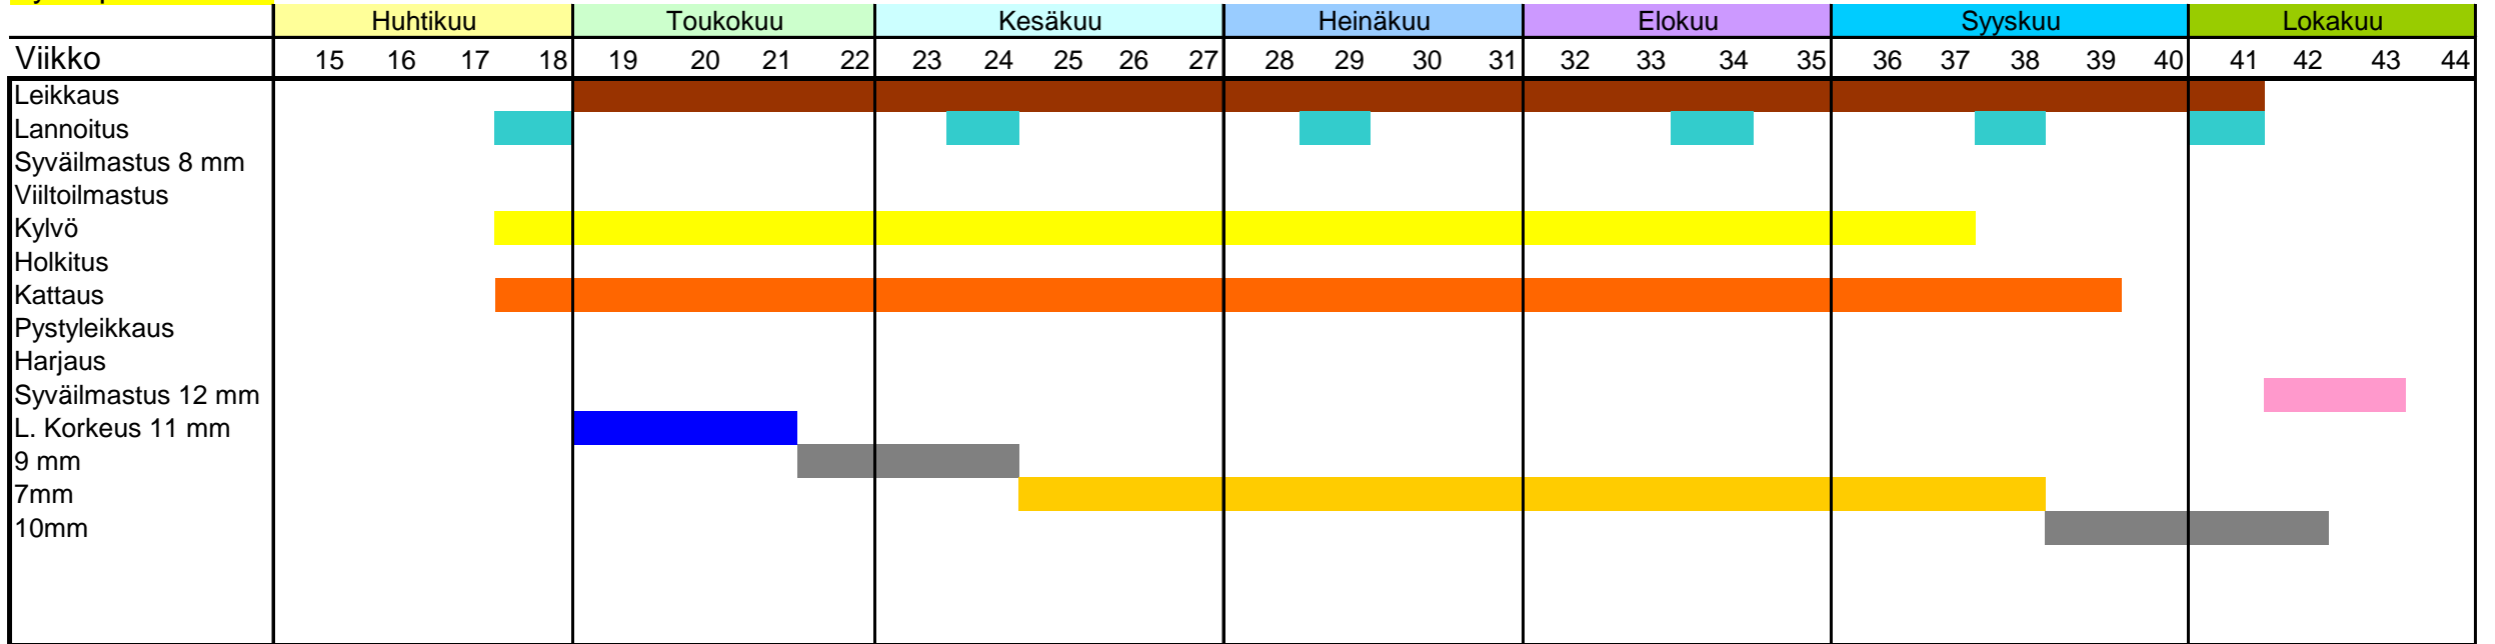 Huhtikuu Toukokuu Kesäkuu Heinäkuu Elokuu Syyskuu Lokakuu
Viikko 15 16 17 18 19 20 21 22 23 24 25 26 27 28 29 30 31 32 33 34 35 36 37 38 39 40 41 42 43 44
Leikkaus
Lannoitus
Syväilmastus 8 mm
Viiltoilmastus
Kylvö
Holkitus
Kattaus
Pystyleikkaus
Harjaus
Syväilmastus 12 mm
L. Korkeus 11 mm
9 mm
7mm
10mm